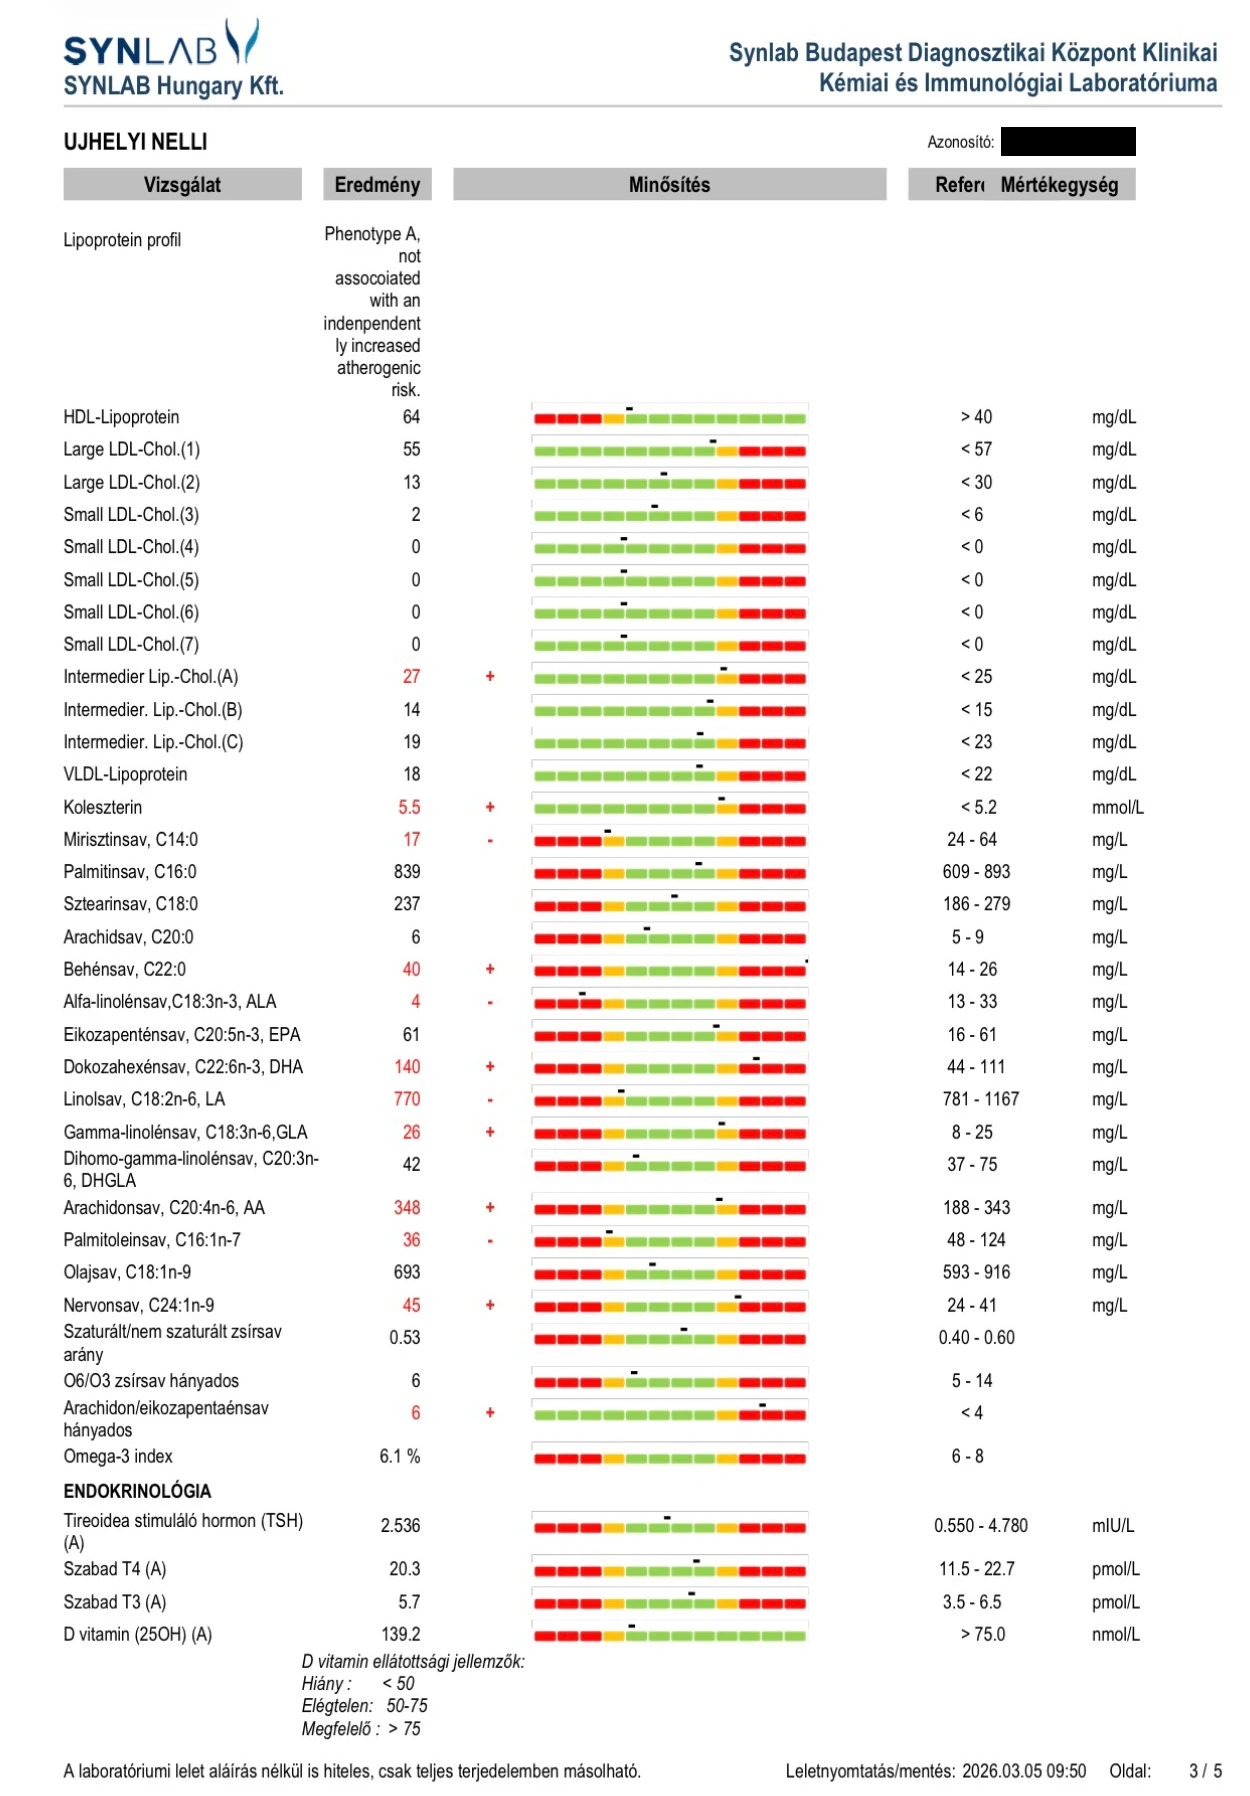 SYNLAB
SYNLAB Hungary Kft.
Synlab Budapest Diagnosztikai Központ Klinikai
Kémiai és Immunológiai Laboratóriuma
UJHELYI NELLI
Azonosító:
Vizsgálat Eredmény Minősítés Refer Mértékegység
Lipoprotein profil Phenotype A,
not
assocoiated
with an
indenpendent
ly increased
atherogenic
risk.
HDL-Lipoprotein 64 > 40 mg/dL
Large LDL-Chol.(1) 55 < 57 mg/dL
Large LDL-Chol.(2) 13 < 30 mg/dL
Small LDL-Chol.(3) 2 < 6 mg/dL
Small LDL-Chol.(4) 0 < 0 mg/dL
Small LDL-Chol.(5) 0 < 0 mg/dL
Small LDL-Chol.(6) 0 < 0 mg/dL
Small LDL-Chol.(7) 0 < 0 mg/dL
Intermedier Lip.-Chol.(A) 27 + < 25 mg/dL
Intermedier. Lip.-Chol.(B) 14 < 15 mg/dL
Intermedier. Lip.-Chol.(C) 19 < 23 mg/dL
VLDL-Lipoprotein 18 < 22 mg/dL
Koleszterin 5.5 + < 5.2 mmol/L
Mirisztinsav, C14:0 17 - 24 - 64 mg/L
Palmitinsav, C16:0 839 609 - 893 mg/L
Sztearinsav, C18:0 237 186 - 279 mg/L
Arachidsav, C20:0 6 5 - 9 mg/L
Behénsav, C22:0 40 + 14 - 26 mg/L
Alfa-linolénsav,C18:3n-3, ALA 4 - 13 - 33 mg/L
Eikozapenténsav, C20:5n-3, EPA 61 16 - 61 mg/L
Dokozahexénsav, C22:6n-3, DHA 140 + 44 - 111 mg/L
Linolsav, C18:2n-6, LA 770 - 781 - 1167 mg/L
Gamma-linolénsav, C18:3n-6,GLA 26 + 8 - 25 mg/L
Dihomo-gamma-linolénsav, C20:3n-
6, DHGLA 42 37 - 75 mg/L
Arachidonsav, C20:4n-6, AA 348 + 188 - 343 mg/L
Palmitoleinsav, C16:1n-7 36 - 48 - 124 mg/L
Olajsav, C18:1n-9 693 593 - 916 mg/L
Nervonsav, C24:1n-9 45 + 24 - 41 mg/L
Szaturált/nem szaturált zsírsav
arány 0.53 0.40 - 0.60
O6/O3 zsírsav hányados 6 5 - 14
Arachidon/eikozapentaénsav
hányados 6 + < 4
Omega-3 index 6.1 % 6 - 8
ENDOKRINOLÓGIA
Tireoidea stimuláló hormon (TSH)
(A) 2.536 0.550 - 4.780 mIU/L
Szabad T4 (A) 20.3 11.5 - 22.7 pmol/L
Szabad T3 (A) 5.7 3.5 - 6.5 pmol/L
D vitamin (25OH) (A) 139.2 > 75.0 nmol/L
D vitamin ellátottsági jellemzők:
Hiány : < 50
Elégtelen: 50-75
Megfelelő : > 75
A laboratóriumi lelet aláírás nélkül is hiteles, csak teljes terjedelemben másolható. Leletnyomtatás/mentés: 2026.03.05 09:50 Oldal: 3 / 5